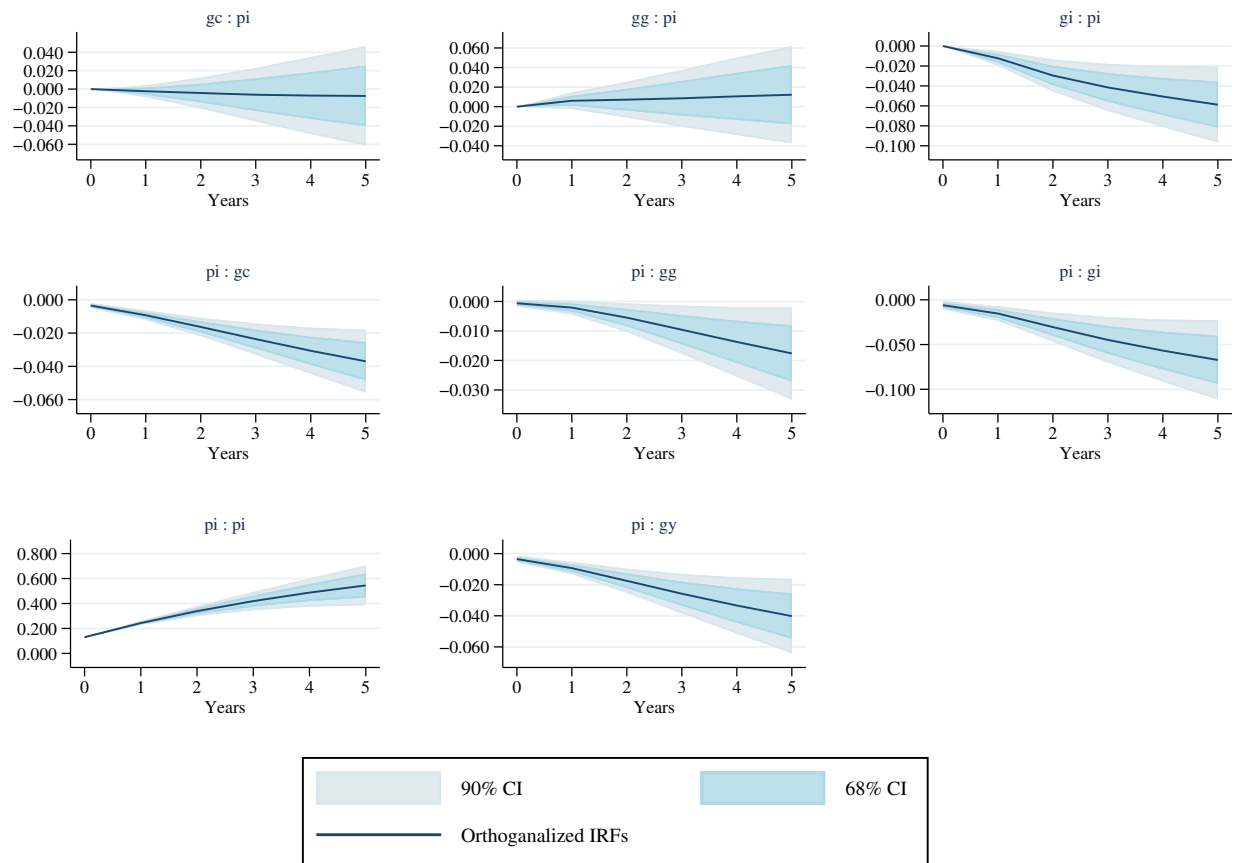 gc : pi
gg : pi
gi : pi
0.040
0.020
0.000
−0.020
−0.040
−0.060
0 1 2 3 4 5
Years
0.060
0.040
0.020
0.000
−0.020
−0.040
0 1 2 3 4 5
Years
0.000
−0.020
−0.040
−0.060
−0.080
−0.100
0 1 2 3 4 5
Years
pi : gc
pi : gg
pi : gi
0.000
−0.020
−0.040
−0.060
0 1 2 3 4 5
Years
0.000
−0.010
−0.020
−0.030
0 1 2 3 4 5
Years
0.000
−0.050
−0.100
0 1 2 3 4 5
Years
pi : pi
pi : gy
0.800
0.600
0.400
0.200
0.000
0 1 2 3 4 5
Years
0.000
−0.020
−0.040
−0.060
0 1 2 3 4 5
Years
90% CI
68% CI
Orthoganalized IRFs